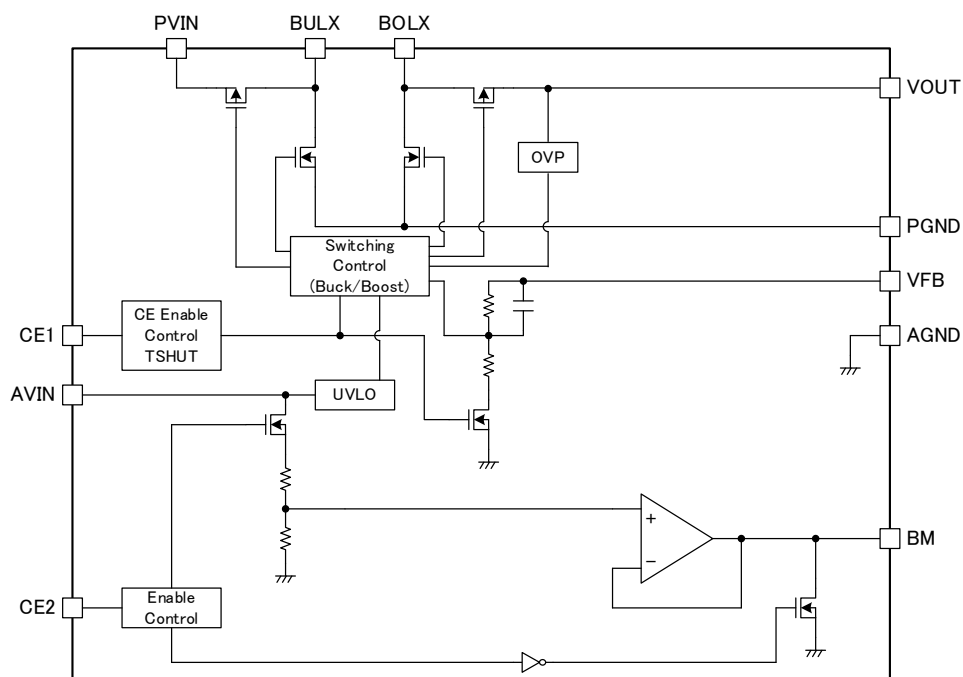 PVIN
BULX
BOLX
VOUT
OVP
PGND
Switching
Control
(Buck/Boost)
VFB
CE1
CE Enable
Control
TSHUT
AGND
AVIN
UVLO
+
−
BM
CE2
Enable
Control